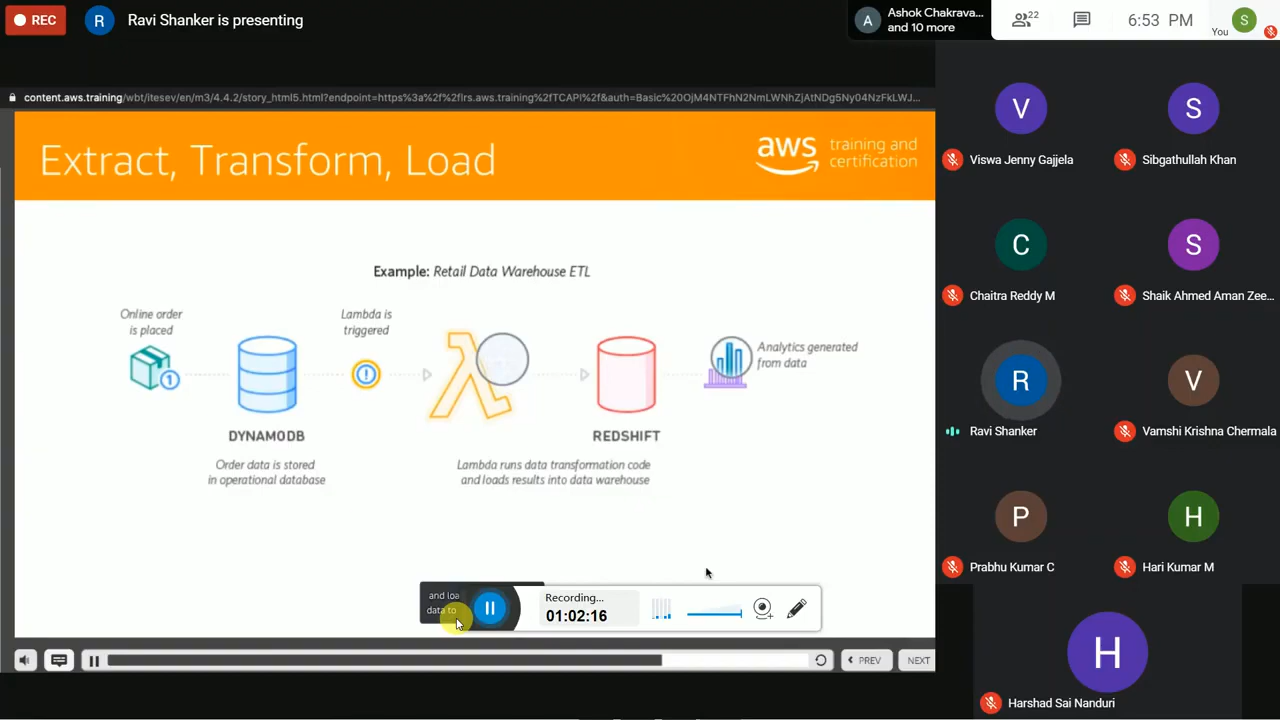 REC
R
Ravi Shanker is presenting
A
Ashok Chakrava...
and 10 more
22
6:53 PM
You
S
content.aws.training/wbt/itesev/en/m3/4.4.2/story_html5.html?endpoint=https%3a%2f%2flrs.aws.training%2fTCAPI%2f&auth=Basic%20OjM4NTFhN2NmLWNhZjAtNDg5Ny04NzFkLWJ...
Extract, Transform, Load
aws training and
certification
Example: Retail Data Warehouse ETL
Online order
is placed
1
Lambda is
triggered
Analytics generated
from data
DYNAMODB
REDSHIFT
Order data is stored
in operational database
Lambda runs data transformation code
and loads results into data warehouse
and loa
data to
Recording...
01:02:16
PREV
NEXT
V
Viswa Jenny Gajjela
S
Sibgathullah Khan
C
Chaitra Reddy M
S
Shaik Ahmed Aman Zee...
R
Ravi Shanker
V
Vamshi Krishna Chermala
P
Prabhu Kumar C
H
Hari Kumar M
H
Harshad Sai Nanduri